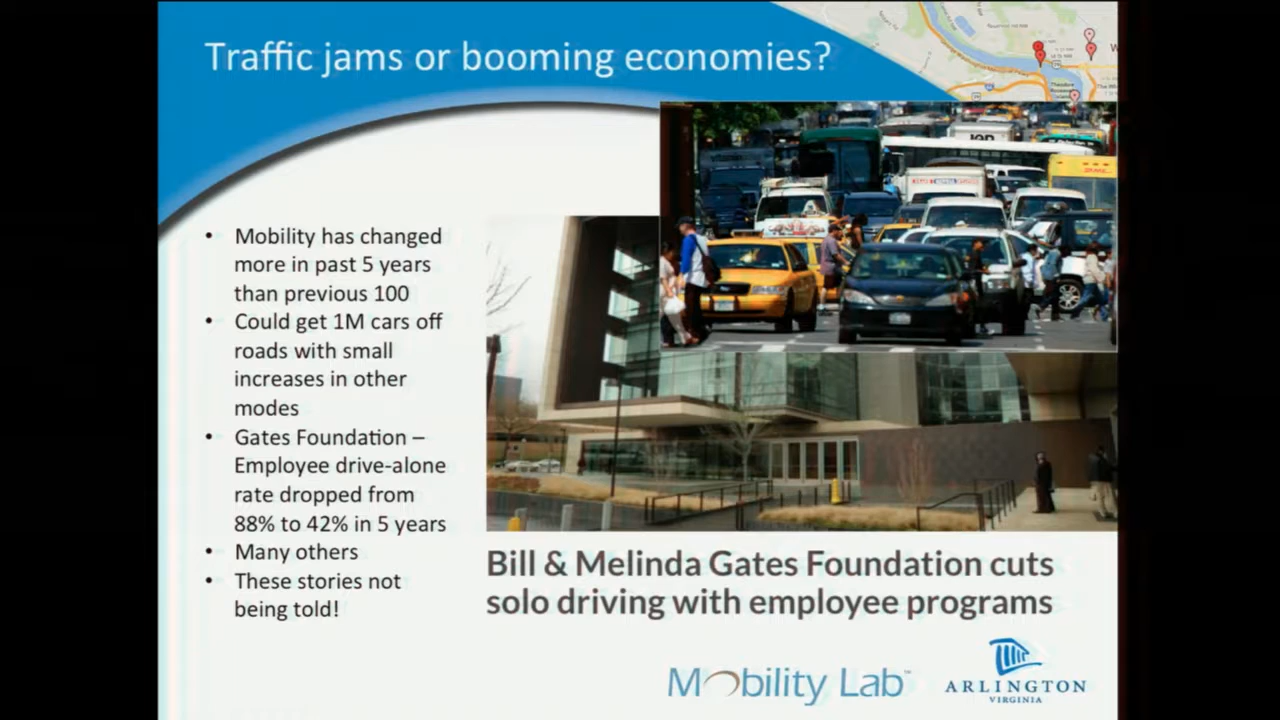 Traffic jams or booming economies?
• Mobility has changed
more in past 5 years
than previous 100
• Could get 1M cars off
roads with small
increases in other
modes
• Gates Foundation –
Employee drive-alone
rate dropped from
88% to 42% in 5 years
• Many others
• These stories not
being told!
Bill & Melinda Gates Foundation cuts
solo driving with employee programs
Mobility Lab™
ARLINGTON
VIRGINIA